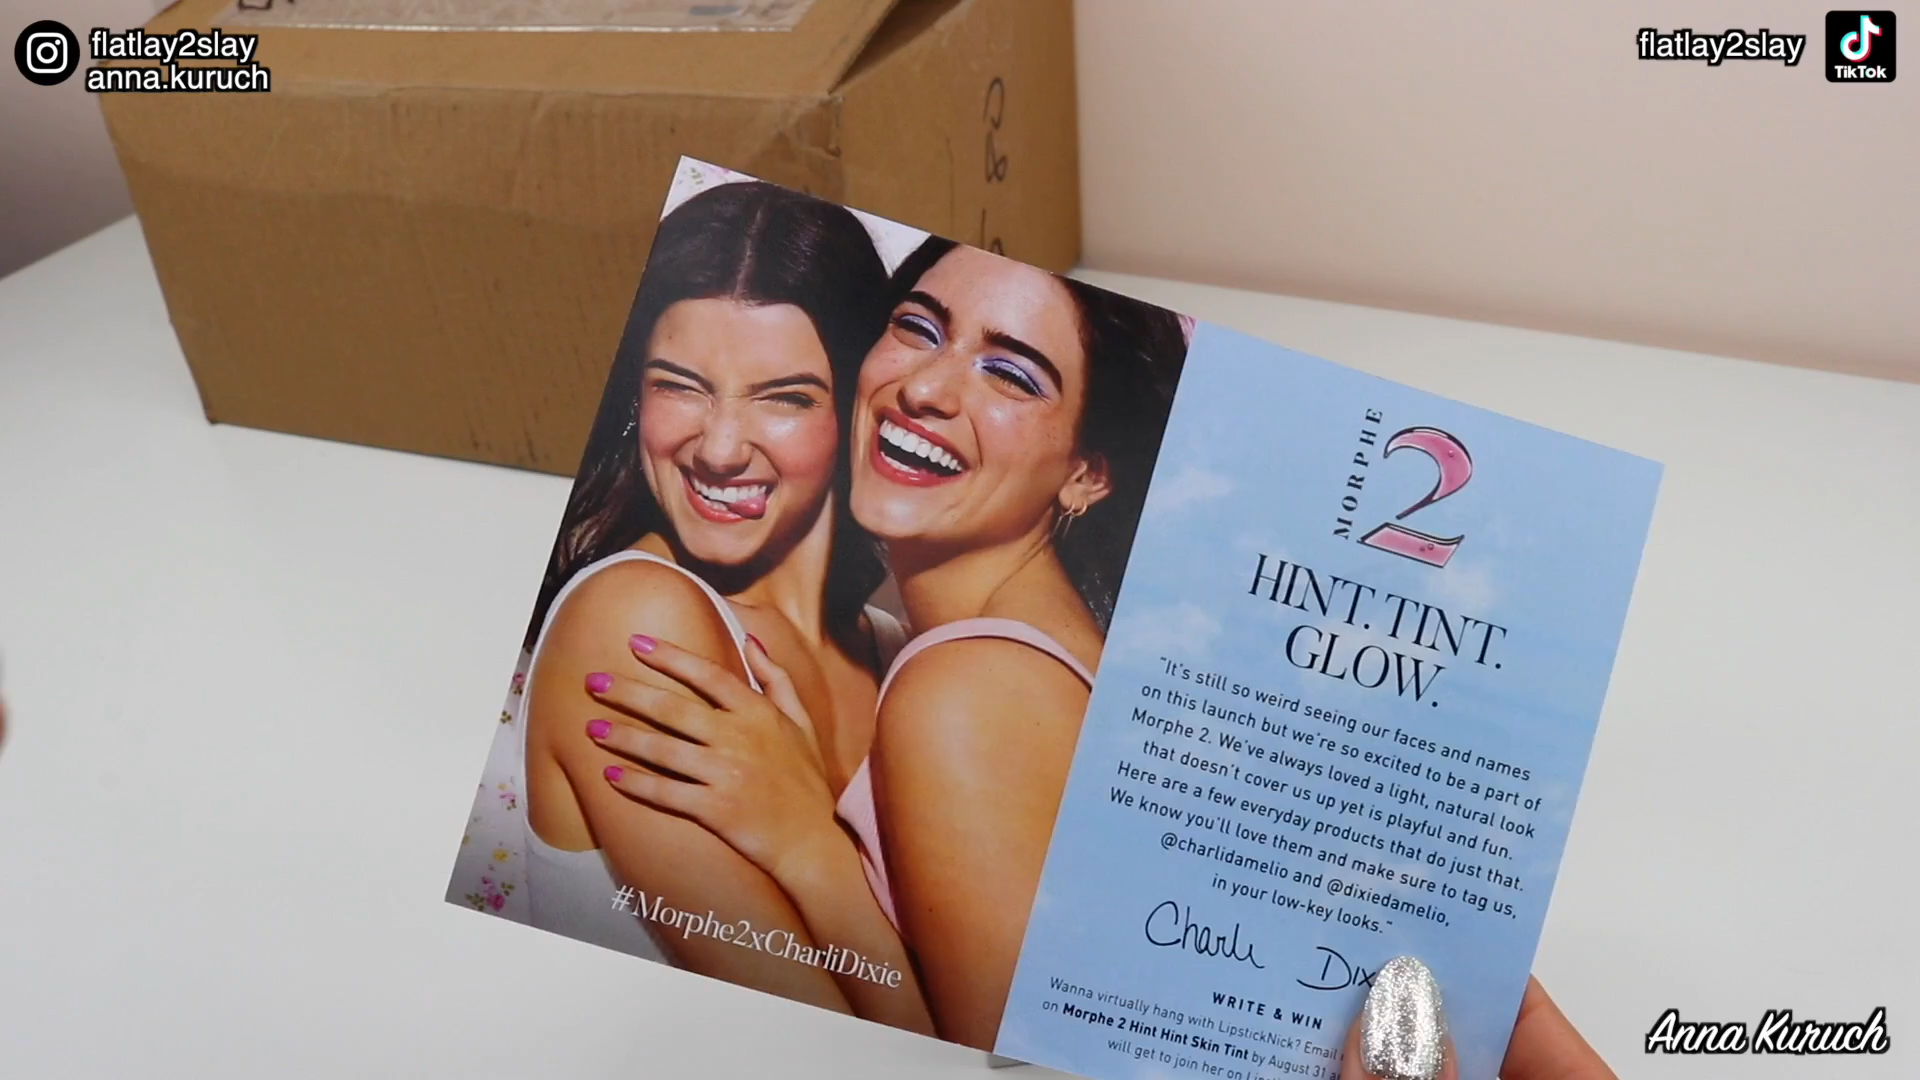 flatlay2slay
anna.kuruch
flatlay2slay
TikTok
MORPHE
2
HINT. TINT.
GLOW.
"It's still so weird seeing our faces and names
on this launch but we're so excited to be a part of
Morphe 2. We've always loved a light, natural look
that doesn't cover us up yet is playful and fun.
Here are a few everyday products that do just that.
We know you'll love them and make sure to tag us,
@charlidamelio and @dixiedamelio,
in your low-key looks."
Charli Dix
#Morphe2xCharliDixie
WRITE & WIN
Wanna virtually hang with LipstickNick? Email
on Morphe 2 Hint Hint Skin Tint by August 31
will get to join her on
Anna Kuruch